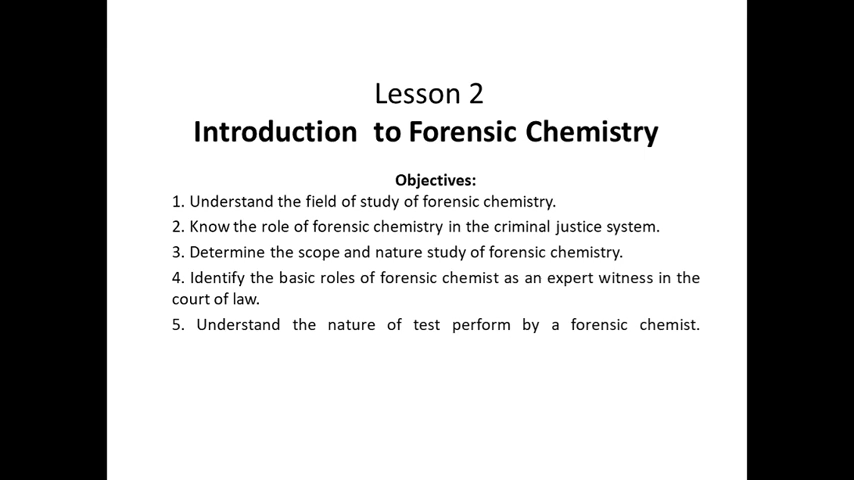 Lesson 2
Introduction to Forensic Chemistry
Objectives:
1. Understand the field of study of forensic chemistry.
2. Know the role of forensic chemistry in the criminal justice system.
3. Determine the scope and nature study of forensic chemistry.
4. Identify the basic roles of forensic chemist as an expert witness in the
court of law.
5. Understand the nature of test perform by a forensic chemist.